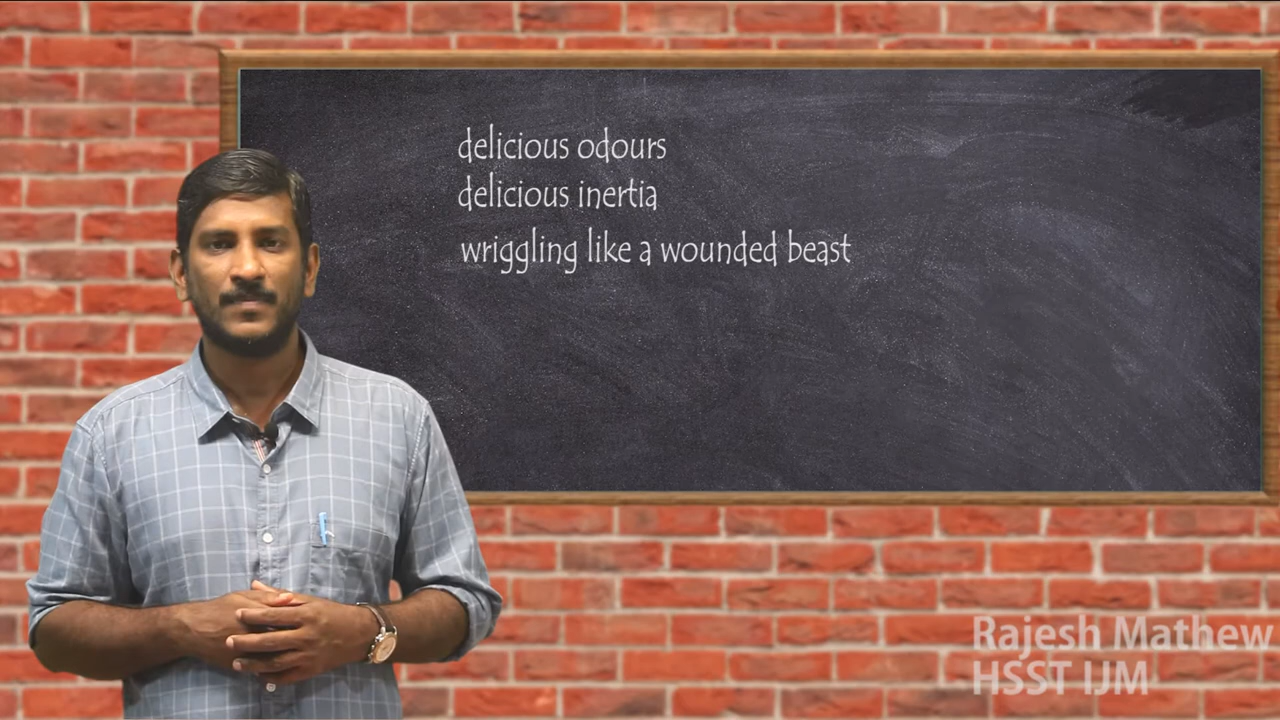 delicious odours
delicious inertia
wriggling like a wounded beast
Rajesh Mathew
HSST IJM